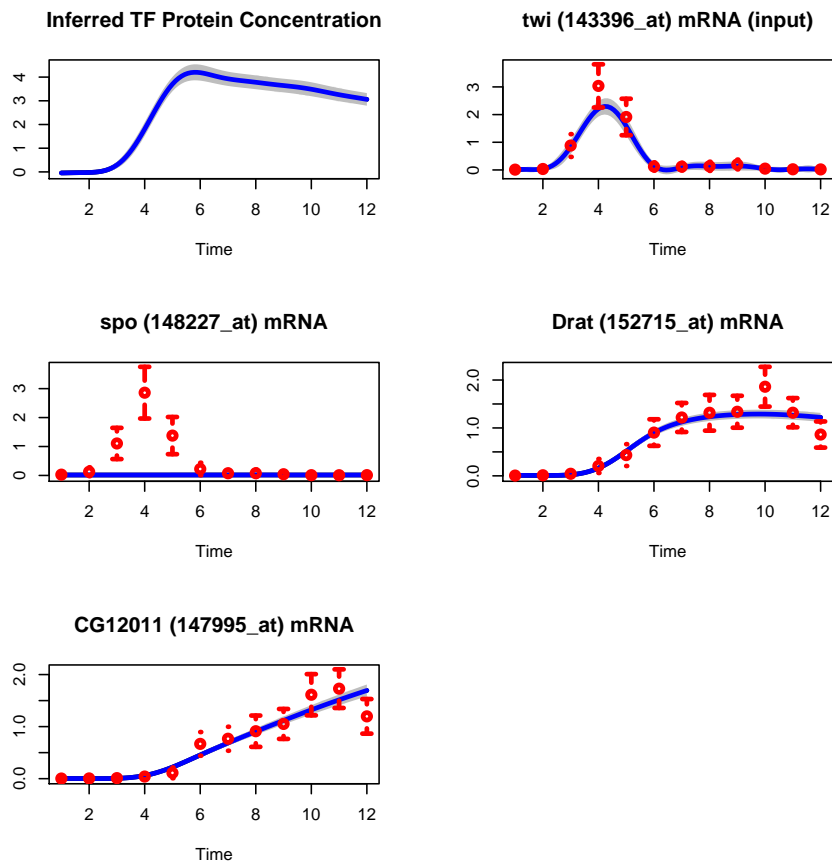 Inferred TF Protein Concentration
0 1 2 3 4
2 4 6 8 10 12
Time
twi (143396_at) mRNA (input)
0 1 2 3
2 4 6 8 10 12
Time
spo (148227_at) mRNA
0 1 2 3
2 4 6 8 10 12
Time
Drat (152715_at) mRNA
0.0 1.0 2.0
2 4 6 8 10 12
Time
CG12011 (147995_at) mRNA
0.0 1.0 2.0
2 4 6 8 10 12
Time